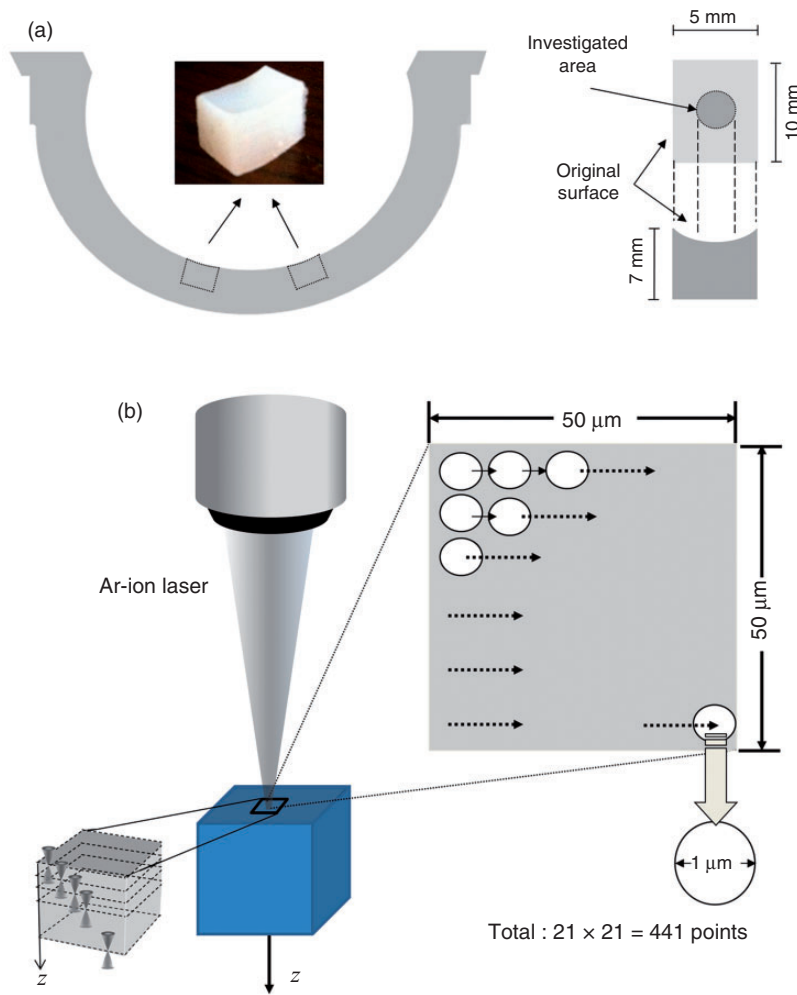 (a)
5 mm
Investigated
area
10 mm
Original
surface
7 mm
(b)
50 μm
Ar-ion laser
50 μm
1 μm
Total : 21 × 21 = 441 points
z
z